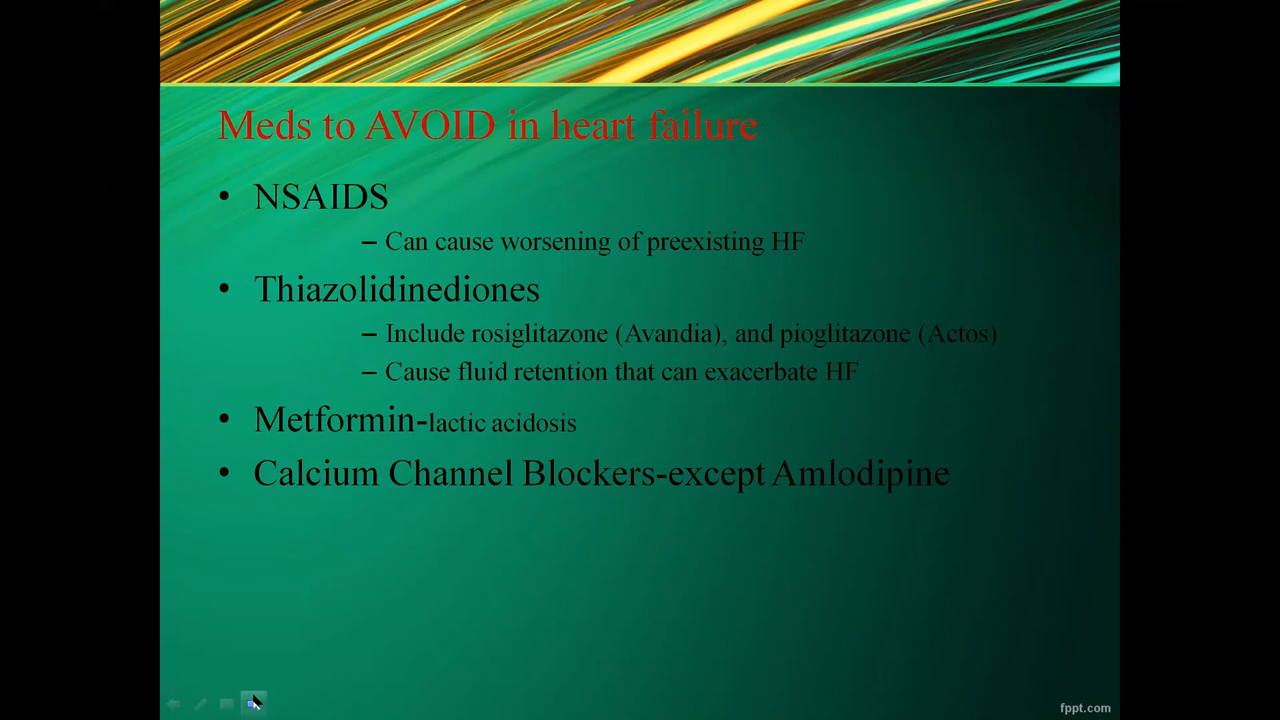 Meds to AVOID in heart failure
• NSAIDS
– Can cause worsening of preexisting HF
• Thiazolidinediones
– Include rosiglitazone (Avandia), and pioglitazone (Actos)
– Cause fluid retention that can exacerbate HF
• Metformin-lactic acidosis
• Calcium Channel Blockers-except Amlodipine
fppt.com